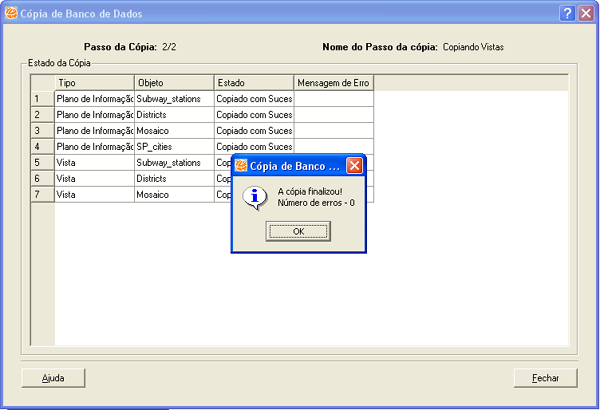 Cópia de Banco de Dados
Passo da Cópia: 2/2 Nome do Passo da cópia: Copiando Vistas
Estado da Cópia
Tipo Objeto Estado Mensagem de Erro
1 Plano de Informação Subway_stations Copiado com Suces
2 Plano de Informação Districts Copiado com Suces
3 Plano de Informação Mosaico Copiado com Suces
4 Plano de Informação SP_cities Copiado com Suces
5 Vista Subway_stations Cop
6 Vista Districts Cop
7 Vista Mosaico Cop
Cópia de Banco ...
A cópia finalizou!
Número de erros - 0
OK
Ajuda Fechar